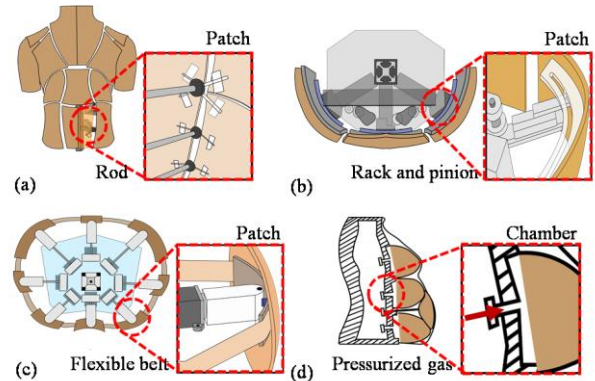 Patch
(a)
Rod
Patch
(b)
Rack and pinion
Patch
(c)
Flexible belt
Chamber
(d)
Pressurized gas